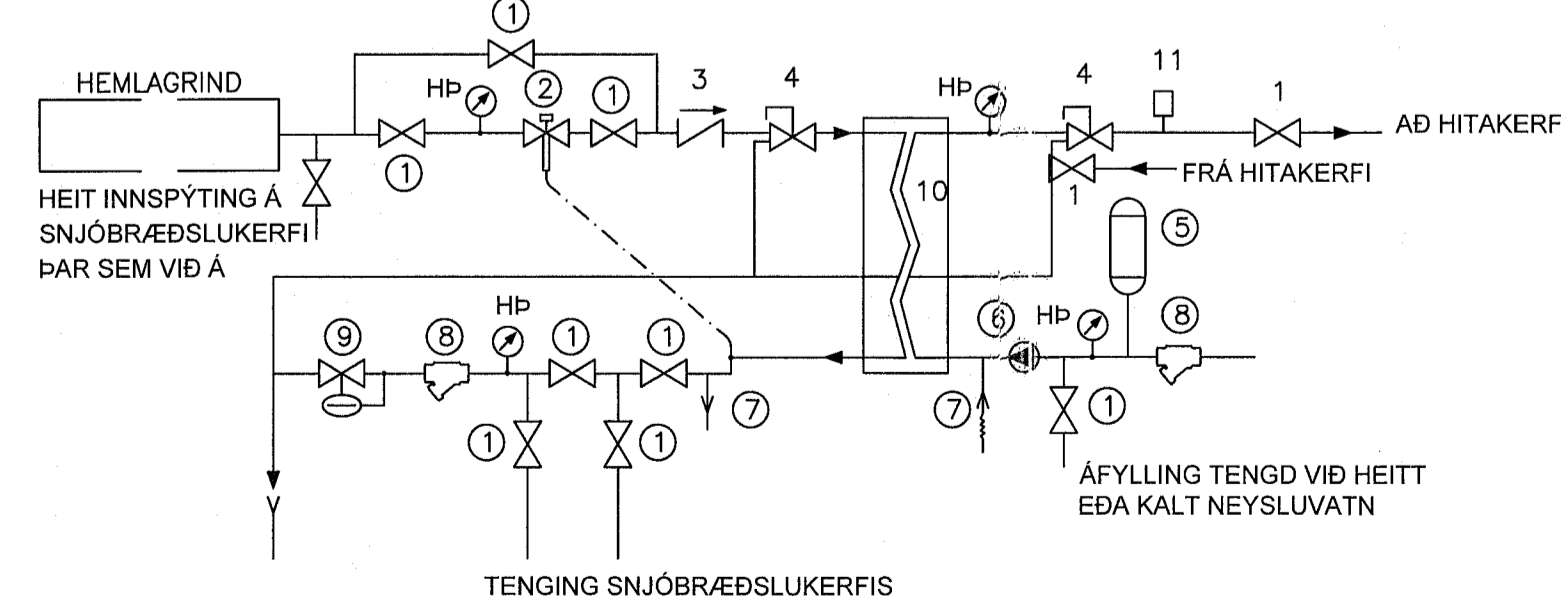 1
HEMLAGRIND
HÞ
2
1
3
4
HÞ
4
11
1
1
AÐ HITAKERF
FRÁ HITAKERFI
1
10
HEIT INNSPÝTING Á
SNJÓBRÆÐSLUKERFI
ÞAR SEM VIÐ Á
5
HÞ
6
HÞ
8
9
8
1
1
7
7
1
1
1
ÁFYLLING TENGD VIÐ HEITT
EÐA KALT NEYSLUVATN
TENGING SNJÓBRÆÐSLUKERFIS